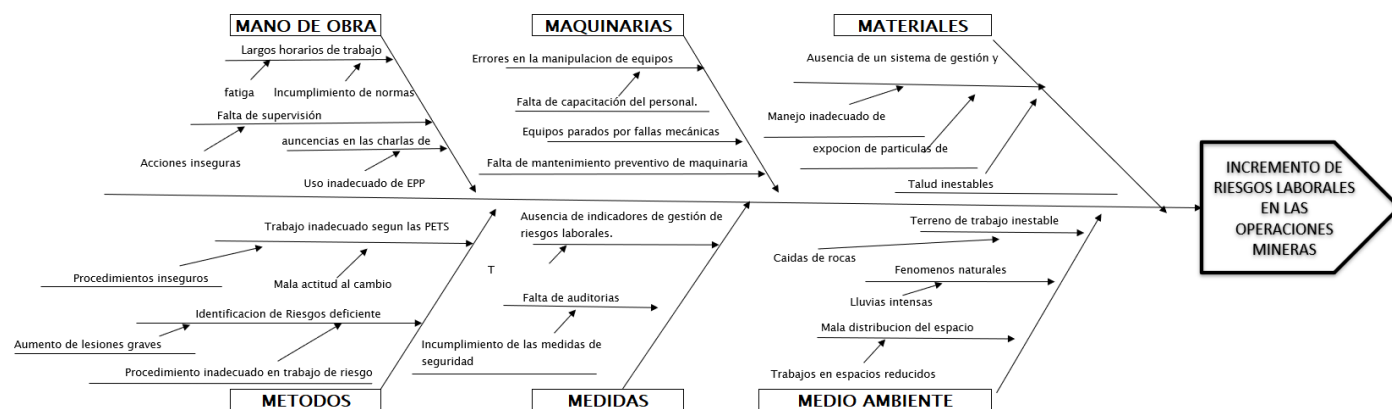 MANO DE OBRA
Largos horarios de trabajo
fatiga
Incumplimiento de normas
Falta de supervisión
Acciones inseguras
auncencias en las charlas de
Uso inadecuado de EPP
MAQUINARIAS
Errores en la manipulacion de equipos
Falta de capacitación del personal.
Equipos parados por fallas mecánicas
Falta de mantenimiento preventivo de maquinaria
MATERIALES
Ausencia de un sistema de gestión y
Manejo inadecuado de
expocion de particulas de
Talud inestables
INCREMENTO DE
RIESGOS LABORALES
EN LAS
OPERACIONES
MINERAS
Trabajo inadecuado segun las PETS
Procedimientos inseguros
Mala actitud al cambio
Identificacion de Riesgos deficiente
Aumento de lesiones graves
Procedimiento inadecuado en trabajo de riesgo
METODOS
Ausencia de indicadores de gestión de
riesgos laborales.
T
Falta de auditorias
Incumplimiento de las medidas de
seguridad
MEDIDAS
Terreno de trabajo inestable
Caidas de rocas
Fenomenos naturales
Lluvias intensas
Mala distribucion del espacio
Trabajos en espacios reducidos
MEDIO AMBIENTE